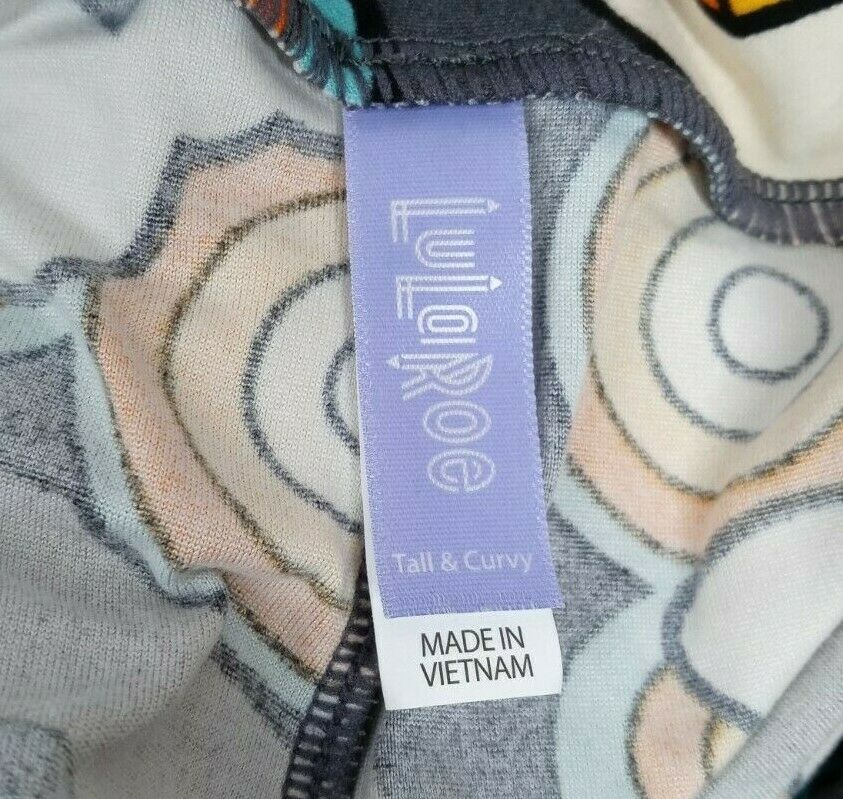 LuLaRoe
Tall & Curvy
MADE IN
VIETNAM